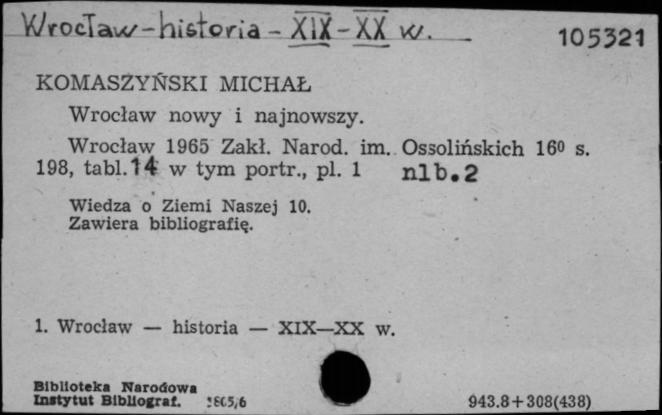 Wrocław-historia - XIX-XX w.
105321
KOMASZYŃSKI MICHAŁ
Wrocław nowy i najnowszy.
Wrocław 1965 Zakł. Narod. im. Ossolińskich 16⁰ s.
198, tabl. 14 w tym portr., pl. 1 nlb. 2
Wiedza o Ziemi Naszej 10.
Zawiera bibliografię.
1. Wrocław — historia — XIX—XX w.
Biblioteka Narodowa
Instytut Bibliograf.
943.8+308(438)